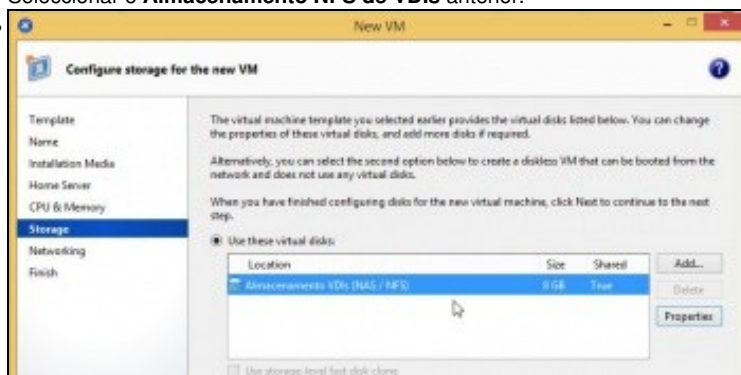 Seleccionar o Almacenamento NFS de VDIs anterior.
New VM
Configure storage for the new VM
Template
Name
Installation Media
Home Server
CPU & Memory
Storage
Networking
Finish
The virtual machine template you selected earlier provides the virtual disks listed below. You can change
the properties of these virtual disks, and add more disks if required.
Alternatively, you can select the second option below to create a diskless VM that can be booted from the
network and does not use any virtual disks.
When you have finished configuring disks for the new virtual machine, click Next to continue to the next
step.
Use these virtual disks:
Location Size Shared
Almacenamento VDIs (NAS / NFS) 8 GB True
Add...
Delete
Properties
Use storage-level fast disk clone